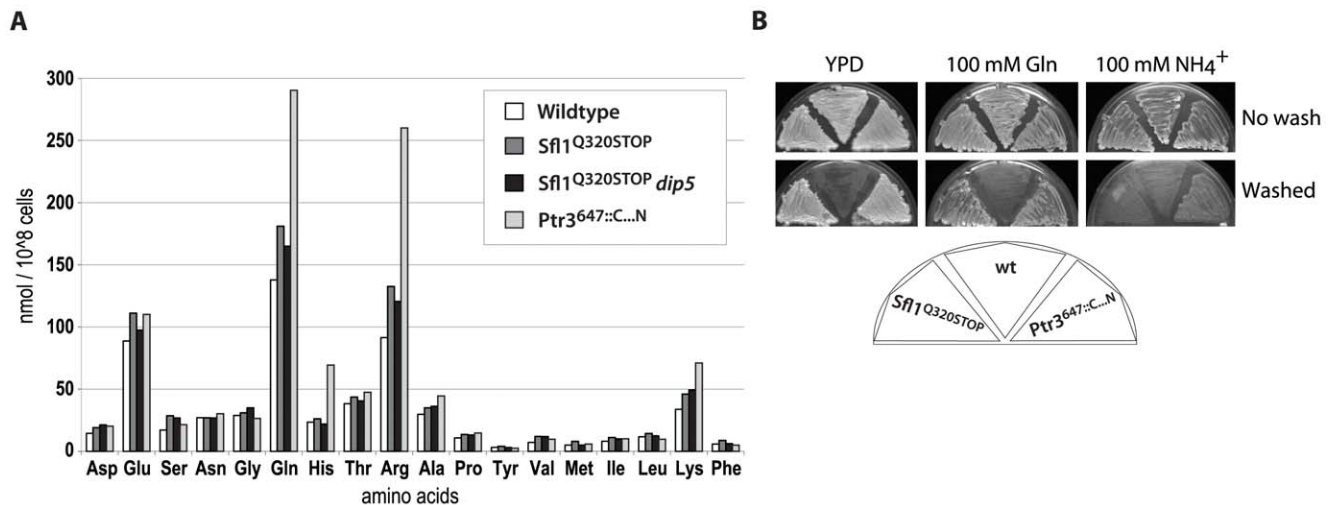 A
300
250
200
150
100
50
0
nmol / 10^8 cells
Wildtype
Sfl1Q320STOP
Sfl1Q320STOP dip5
Ptr3647::C...N
Asp Glu Ser Asn Gly Gln His Thr Arg Ala Pro Tyr Val Met Ile Leu Lys Phe
amino acids
B
YPD 100 mM Gln 100 mM NH4+
No wash
Washed
wt
Sfl1Q320STOP
Ptr3647::C...N